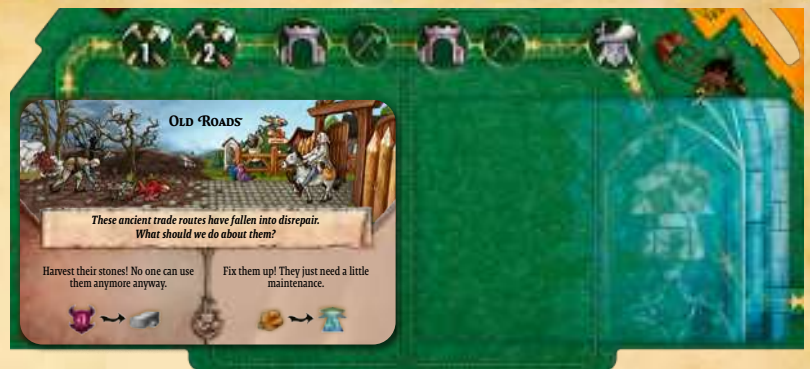 1
2
OLD ROADS
These ancient trade routes have fallen into disrepair.
What should we do about them?
Harvest their stones! No one can use
them anymore anyway.
Fix them up! They just need a little
maintenance.